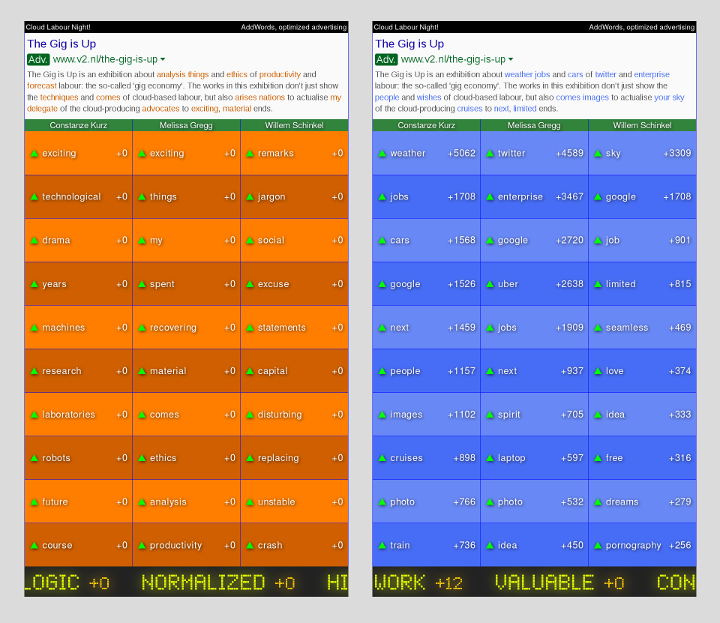 Cloud Labour Night! AddWords, optimized advertising
The Gig is Up
Adv. www.v2.nl/the-gig-is-up
The Gig is Up is an exhibition about analysis things and ethics of productivity and
forecast labour: the so-called 'gig economy'. The works in this exhibition don't just show
the techniques and comes of cloud-based labour, but also arises nations to actualise my
delegate of the cloud-producing advocates to exciting, material ends.
Constanze Kurz Melissa Gregg Willem Schinkel
exciting +0 exciting +0 remarks +0
technological +0 things +0 jargon +0
drama +0 my +0 social +0
years +0 spent +0 excuse +0
machines +0 recovering +0 statements +0
research +0 material +0 capital +0
laboratories +0 comes +0 disturbing +0
robots +0 ethics +0 replacing +0
future +0 analysis +0 unstable +0
course +0 productivity +0 crash +0
LOGIC +0 NORMALIZED +0 HI
Cloud Labour Night! AddWords, optimized advertising
The Gig is Up
Adv. www.v2.nl/the-gig-is-up
The Gig is Up is an exhibition about weather jobs and cars of twitter and enterprise
labour: the so-called 'gig economy'. The works in this exhibition don't just show the
people and wishes of cloud-based labour, but also comes images to actualise your sky
of the cloud-producing cruises to next, limited ends.
Constanze Kurz Melissa Gregg Willem Schinkel
weather +5062 twitter +4589 sky +3309
jobs +1708 enterprise +3467 google +1708
cars +1568 google +2720 job +901
google +1526 uber +2638 limited +815
next +1459 jobs +1909 seamless +469
people +1157 next +937 love +374
images +1102 spirit +705 idea +333
cruises +898 laptop +597 free +316
photo +766 photo +532 dreams +279
train +736 idea +450 pornography +256
WORK +12 VALUABLE +0 CON